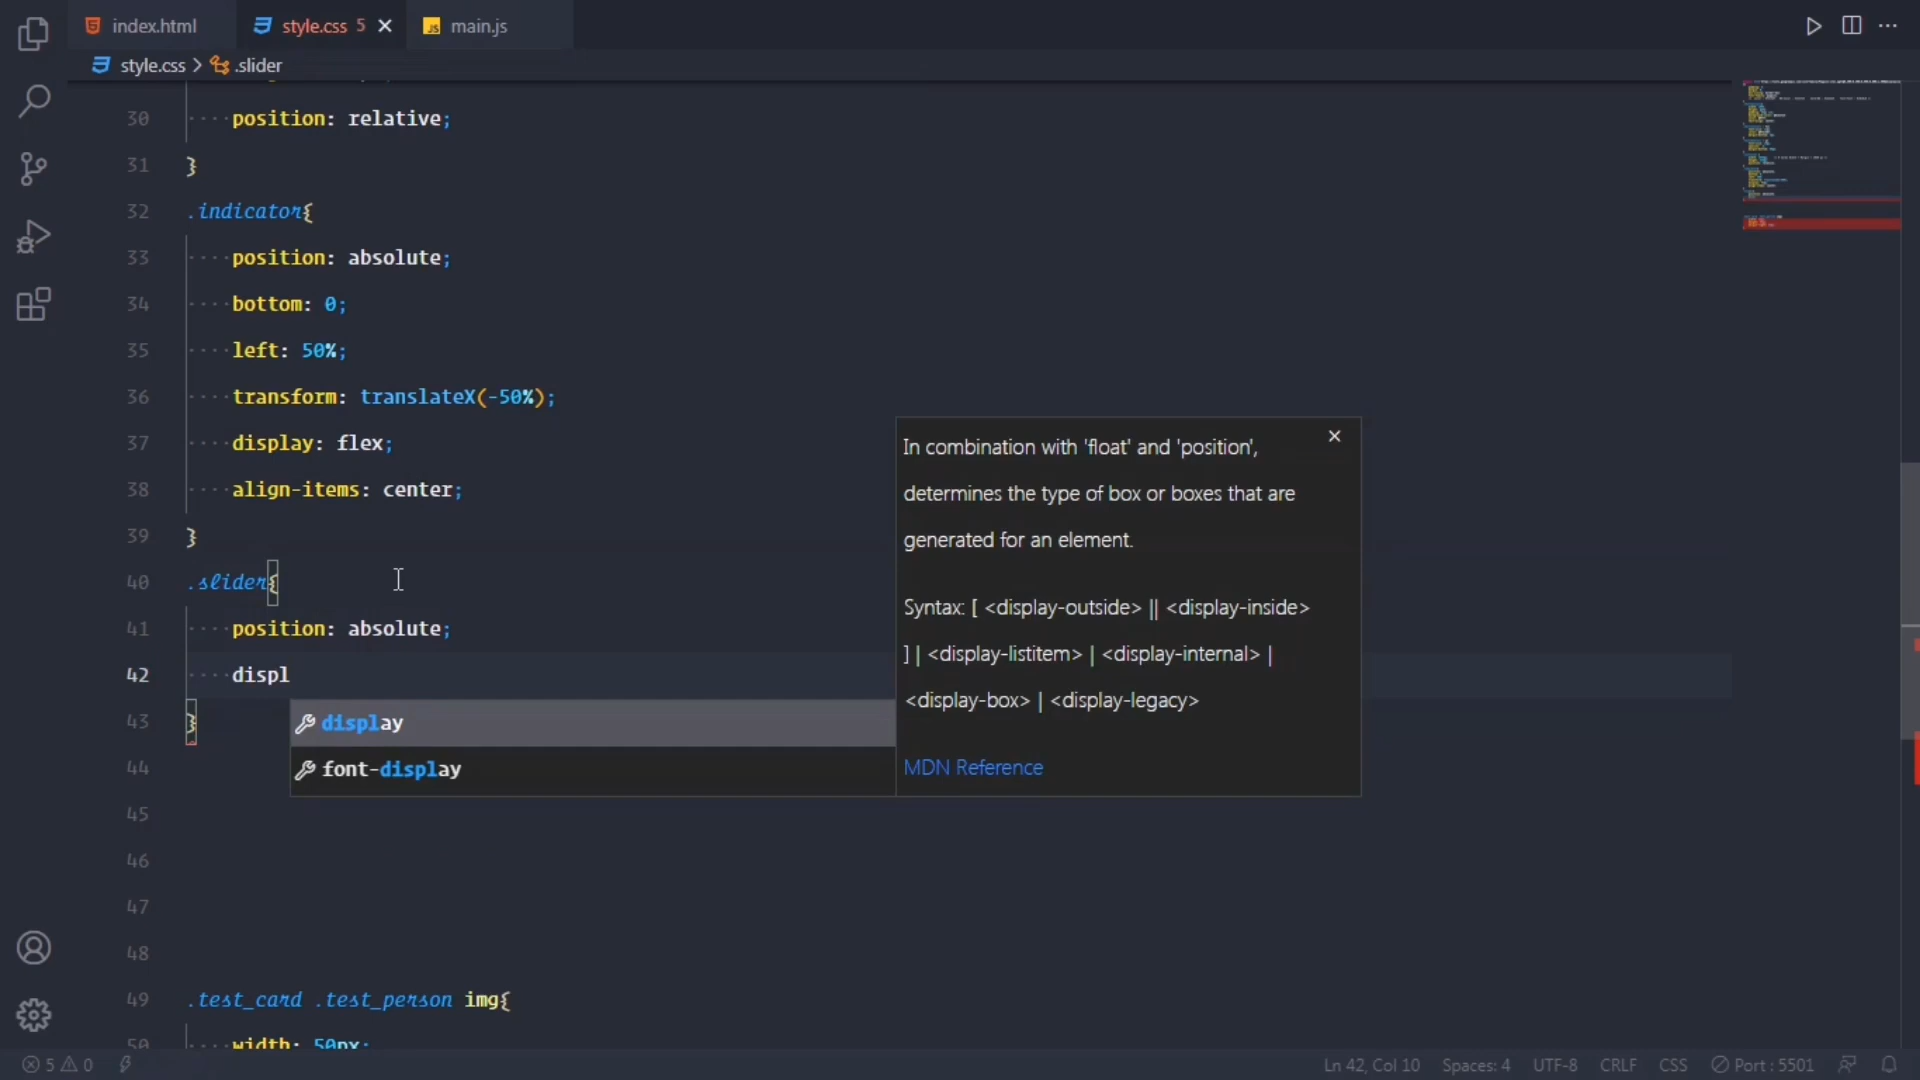 index.html
style.css 5
main.js
style.css > .slider
30 position: relative;
31 }
32 .indicator{
33 position: absolute;
34 bottom: 0;
35 left: 50%;
36 transform: translateX(-50%);
37 display: flex;
38 align-items: center;
39 }
40 .slider{
41 position: absolute;
42 displ
43 }
44
45
46
47
48
49 .test_card .test_person img{
50 width: 50px;
display
font-display
In combination with 'float' and 'position',
determines the type of box or boxes that are
generated for an element.
Syntax: [ <display-outside> || <display-inside>
] | <display-listitem> | <display-internal> |
<display-box> | <display-legacy>
MDN Reference
5 0
Ln 42, Col 10
Spaces: 4
UTF-8
CRLF
CSS
Port : 5501